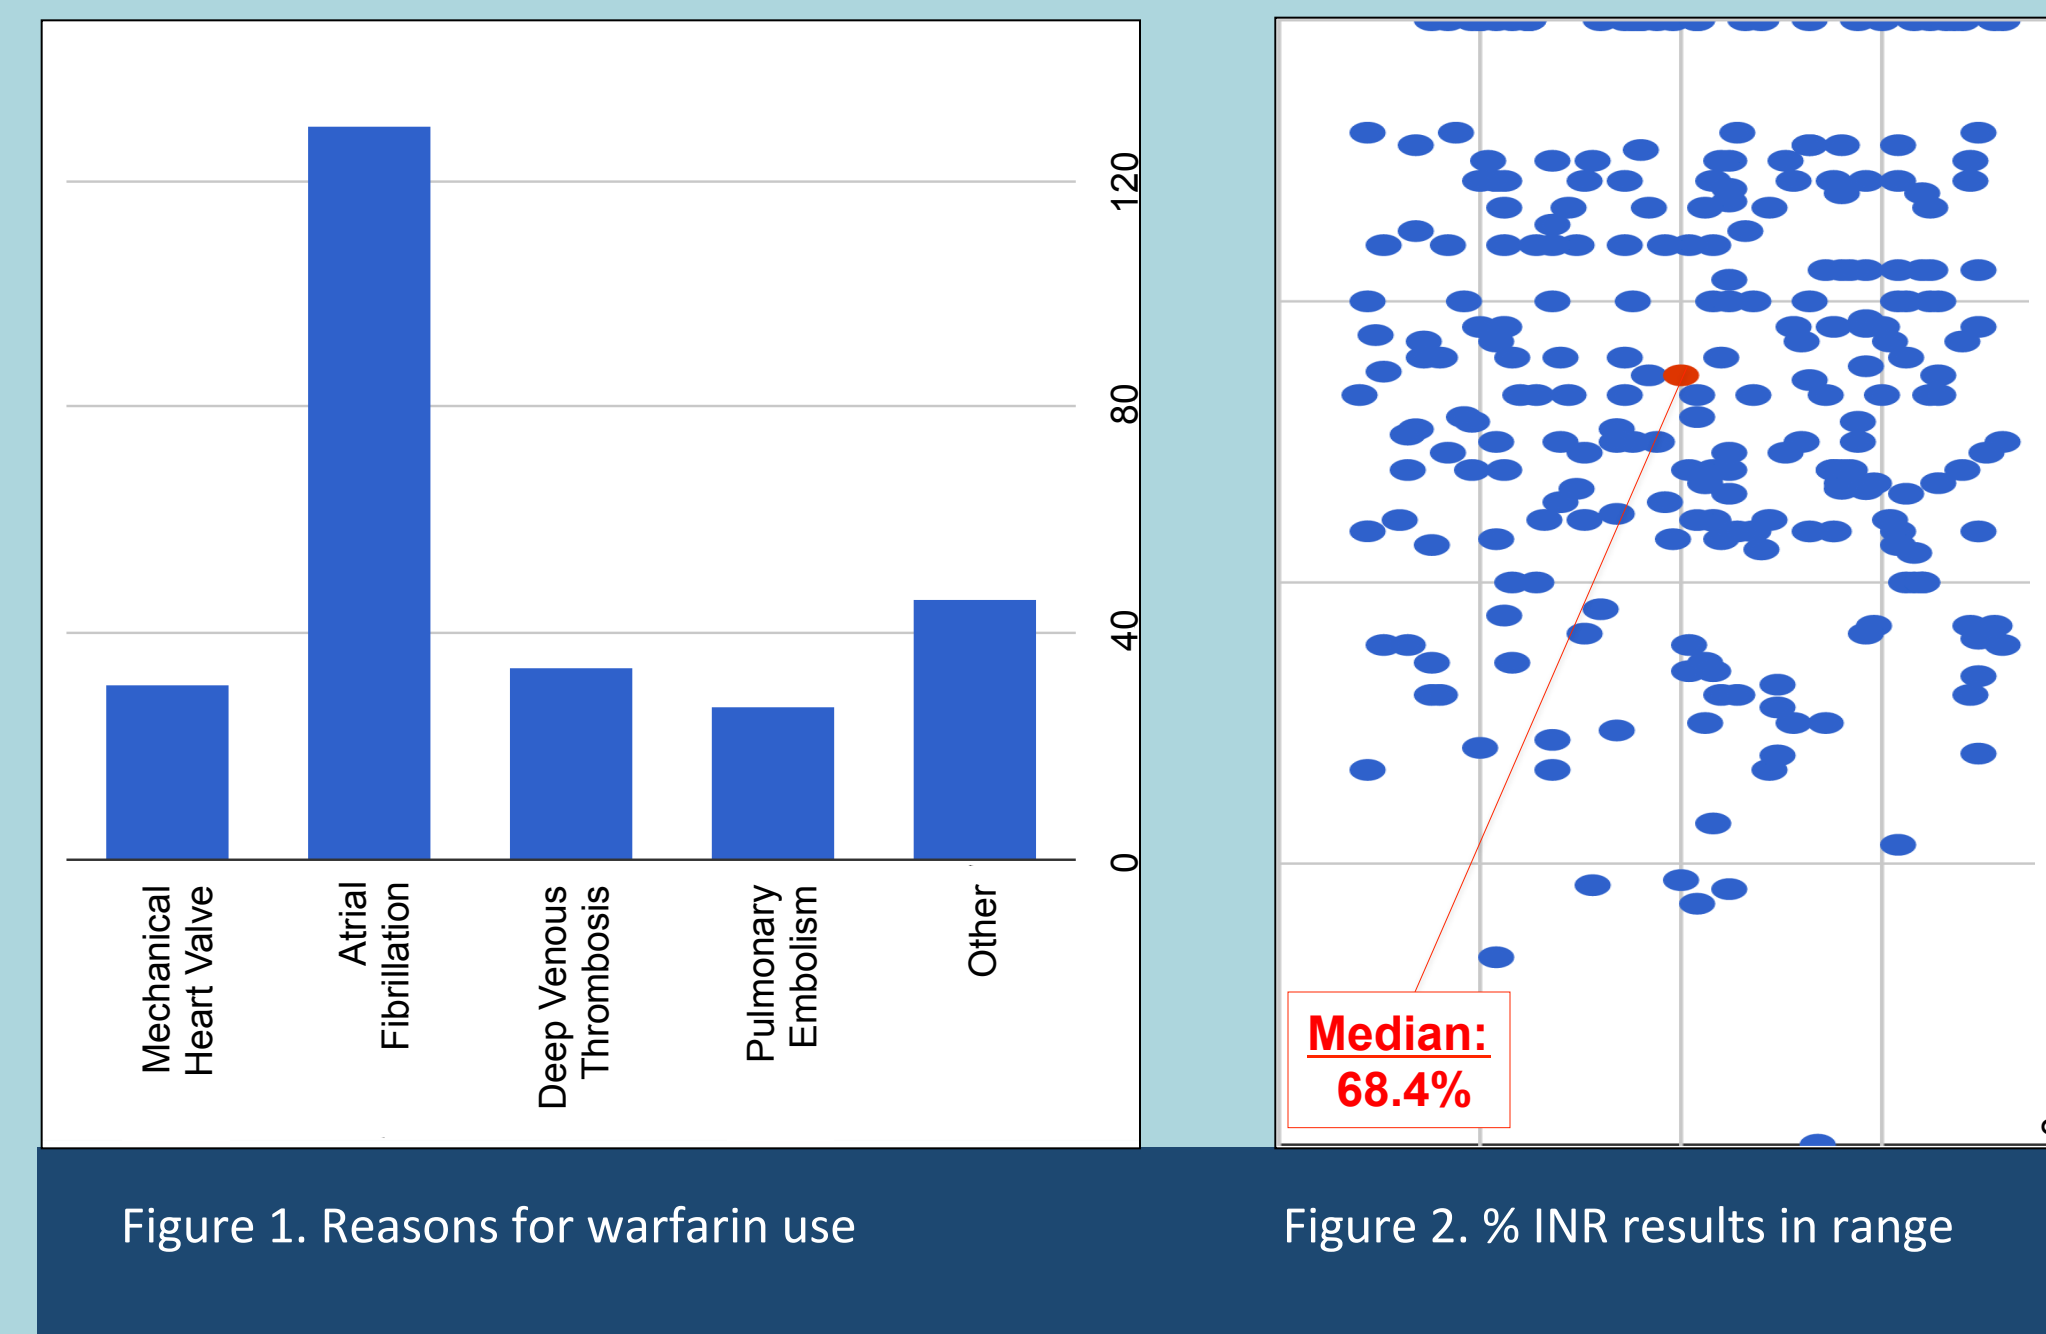 120
80
40
0
Mechanical
Heart Valve
Atrial
Fibrillation
Deep Venous
Thrombosis
Pulmonary
Embolism
Other
Median:
68.4%
Figure 1. Reasons for warfarin use
Figure 2. % INR results in range